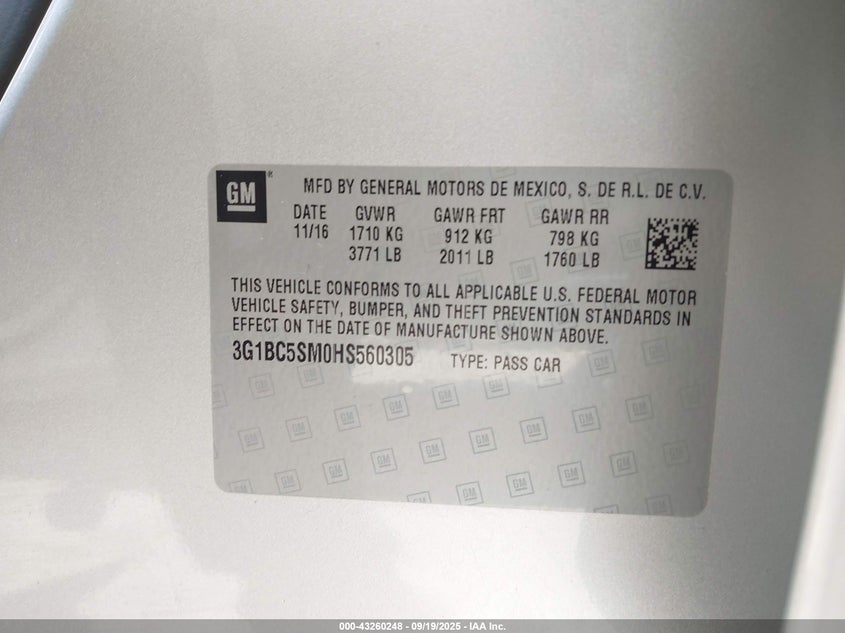 GM® MFD BY GENERAL MOTORS DE MEXICO, S. DE R.L. DE C.V.
DATE GVWR GAWR FRT GAWR RR
11/16 1710 KG 912 KG 798 KG
3771 LB 2011 LB 1760 LB
THIS VEHICLE CONFORMS TO ALL APPLICABLE U.S. FEDERAL MOTOR
VEHICLE SAFETY, BUMPER, AND THEFT PREVENTION STANDARDS IN
EFFECT ON THE DATE OF MANUFACTURE SHOWN ABOVE.
3G1BC5SM0HS560305 TYPE: PASS CAR
000-43260248 - 09/19/2025 - IAA Inc.